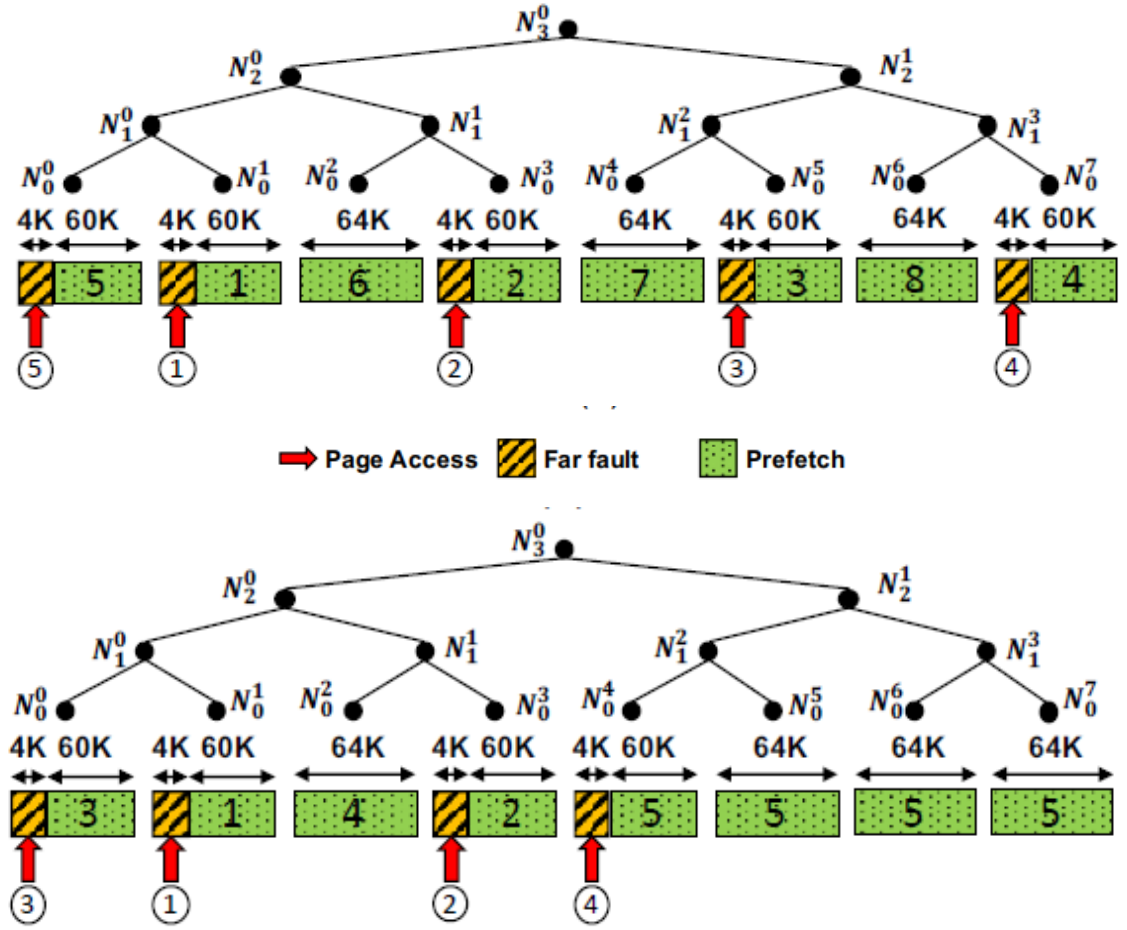 N₃⁰
N₂⁰ N₂¹
N₁⁰ N₁¹ N₁² N₁³
N₀⁰ N₀¹ N₀² N₀³ N₀⁴ N₀⁵ N₀⁶ N₀⁷
4K 60K 4K 60K 64K 4K 60K 64K 4K 60K 64K 4K 60K
5 1 6 2 7 3 8 4
5 1 2 3 4
Page Access Far fault Prefetch
N₃⁰
N₂⁰ N₂¹
N₁⁰ N₁¹ N₁² N₁³
N₀⁰ N₀¹ N₀² N₀³ N₀⁴ N₀⁵ N₀⁶ N₀⁷
4K 60K 4K 60K 64K 4K 60K 4K 60K 64K 64K 64K
3 1 4 2 5 5 5 5
3 1 2 4